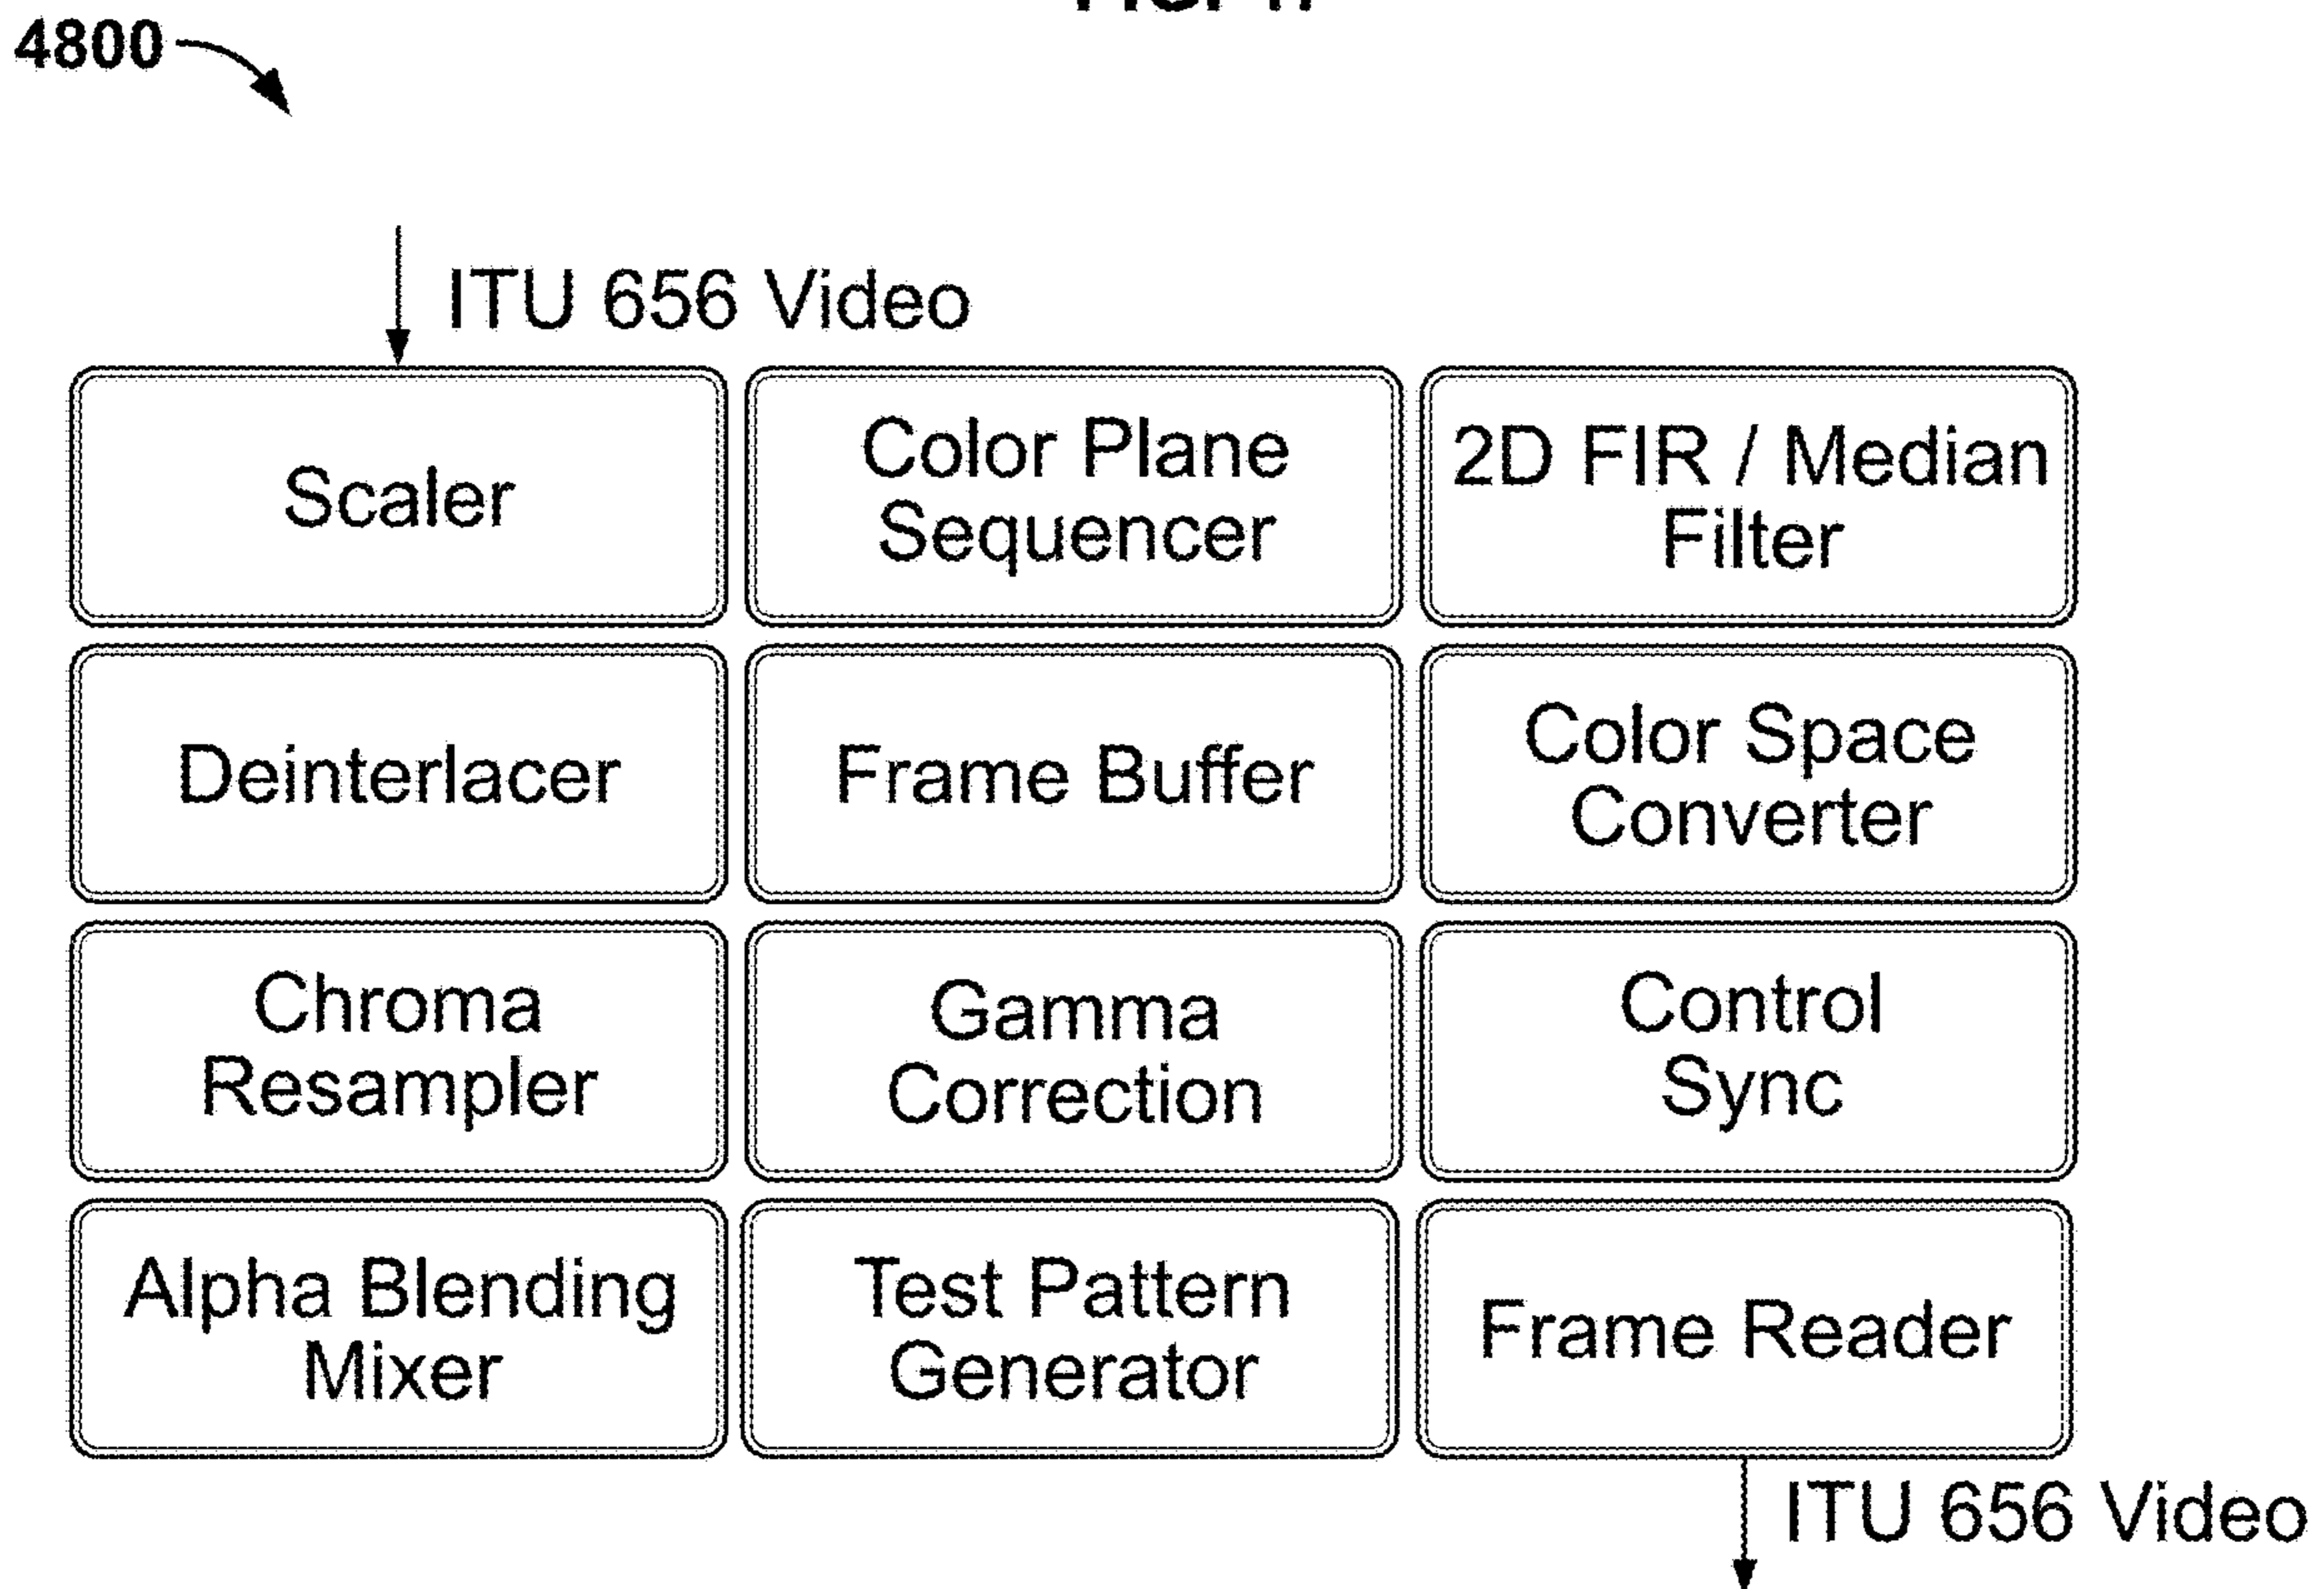 4800
ITU 656 Video
Scaler
Color Plane
Sequencer
2D FIR / Median
Filter
Deinterlacer
Frame Buffer
Color Space
Converter
Chroma
Resampler
Gamma
Correction
Control
Sync
Alpha Blending
Mixer
Test Pattern
Generator
Frame Reader
ITU 656 Video